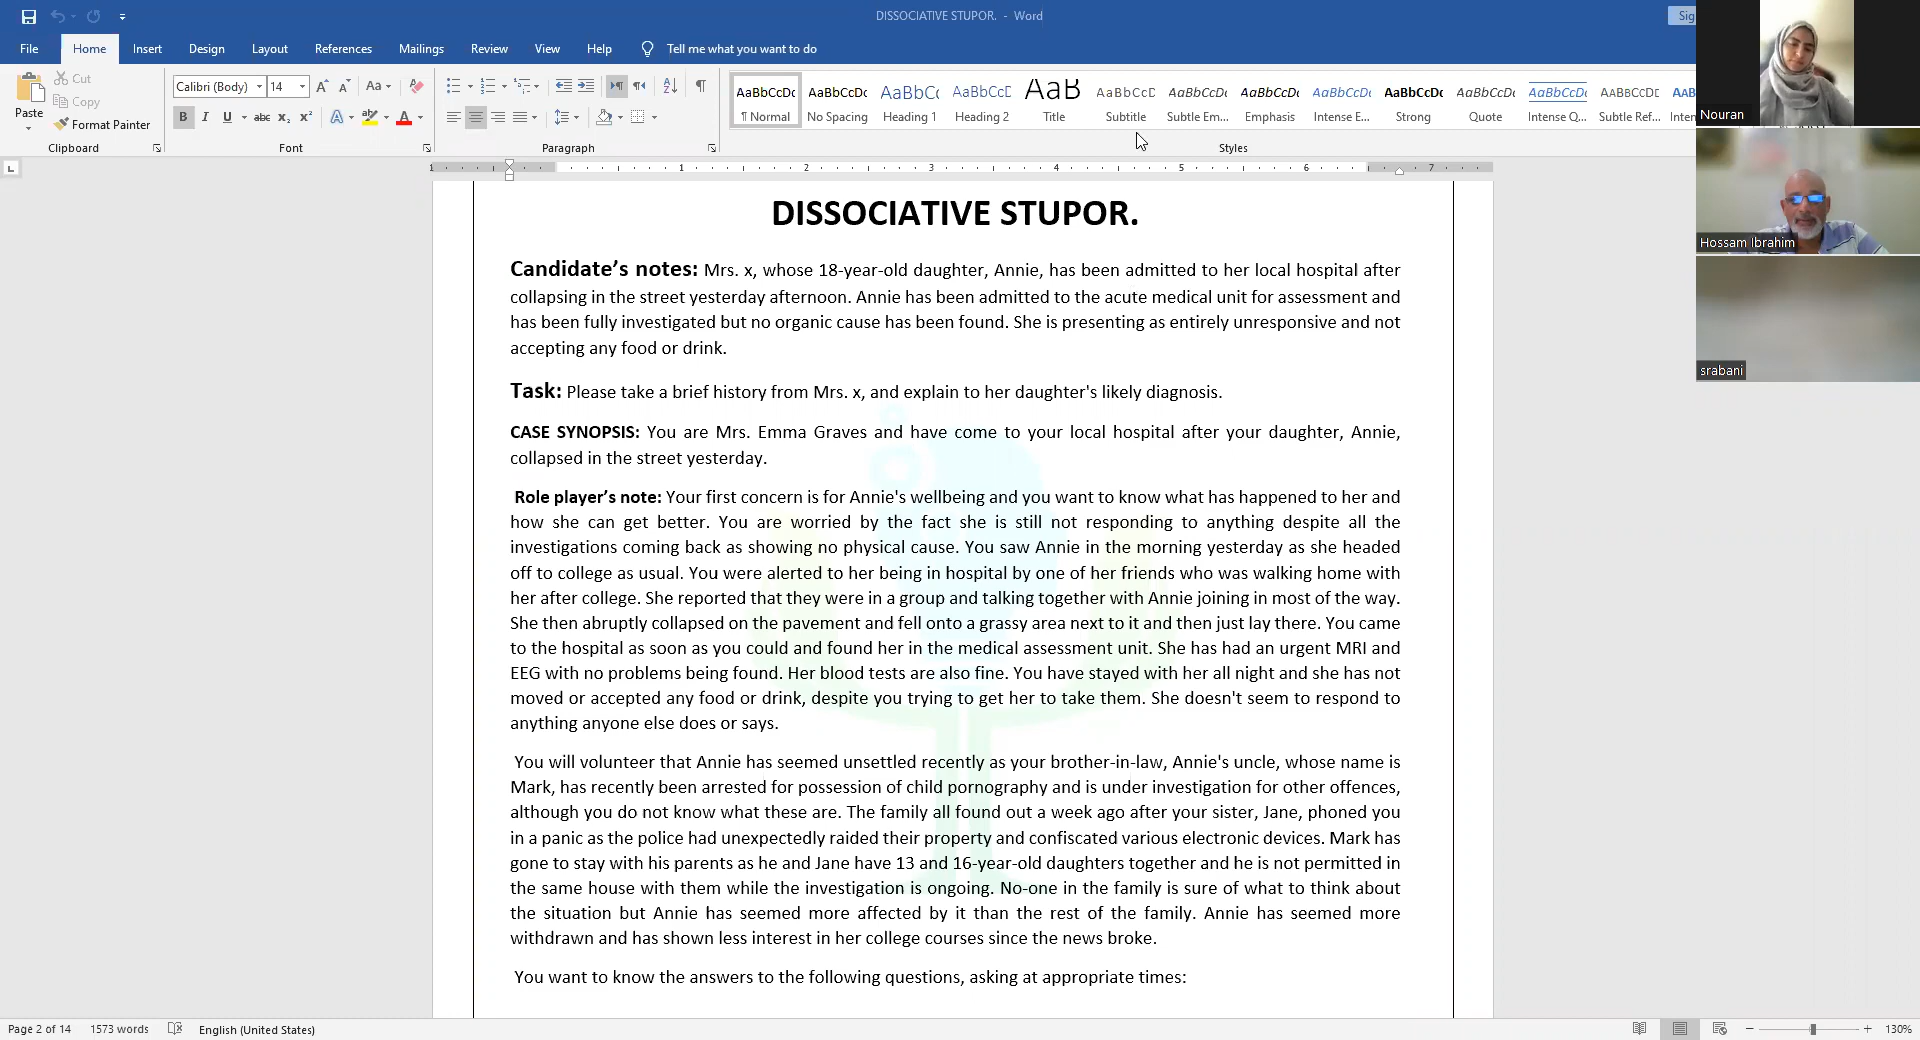 DISSOCIATIVE STUPOR. - Word
Sig
File Home Insert Design Layout References Mailings Review View Help Tell me what you want to do
Paste
Cut
Copy
Format Painter
Clipboard
Calibri (Body) 14
Font
Paragraph
AaBbCcDc AaBbCcDc AaBbCc AaBbCcD AaB AaBbCcD AaBbCcDc AaBbCcDc AaBbCcDc AaBbCcDc AaBbCcDc AaBbCcDc AABBCCDE AAB
¶ Normal No Spacing Heading 1 Heading 2 Title Subtitle Subtle Em... Emphasis Intense E... Strong Quote Intense Q... Subtle Ref... Inten
Styles
Nouran
Hossam Ibrahim
srabani
1 1 2 3 4 5 6 7
DISSOCIATIVE STUPOR.
Candidate’s notes: Mrs. x, whose 18-year-old daughter, Annie, has been admitted to her local hospital after
collapsing in the street yesterday afternoon. Annie has been admitted to the acute medical unit for assessment and
has been fully investigated but no organic cause has been found. She is presenting as entirely unresponsive and not
accepting any food or drink.
Task: Please take a brief history from Mrs. x, and explain to her daughter's likely diagnosis.
CASE SYNOPSIS: You are Mrs. Emma Graves and have come to your local hospital after your daughter, Annie,
collapsed in the street yesterday.
Role player’s note: Your first concern is for Annie's wellbeing and you want to know what has happened to her and
how she can get better. You are worried by the fact she is still not responding to anything despite all the
investigations coming back as showing no physical cause. You saw Annie in the morning yesterday as she headed
off to college as usual. You were alerted to her being in hospital by one of her friends who was walking home with
her after college. She reported that they were in a group and talking together with Annie joining in most of the way.
She then abruptly collapsed on the pavement and fell onto a grassy area next to it and then just lay there. You came
to the hospital as soon as you could and found her in the medical assessment unit. She has had an urgent MRI and
EEG with no problems being found. Her blood tests are also fine. You have stayed with her all night and she has not
moved or accepted any food or drink, despite you trying to get her to take them. She doesn't seem to respond to
anything anyone else does or says.
You will volunteer that Annie has seemed unsettled recently as your brother-in-law, Annie's uncle, whose name is
Mark, has recently been arrested for possession of child pornography and is under investigation for other offences,
although you do not know what these are. The family all found out a week ago after your sister, Jane, phoned you
in a panic as the police had unexpectedly raided their property and confiscated various electronic devices. Mark has
gone to stay with his parents as he and Jane have 13 and 16-year-old daughters together and he is not permitted in
the same house with them while the investigation is ongoing. No-one in the family is sure of what to think about
the situation but Annie has seemed more affected by it than the rest of the family. Annie has seemed more
withdrawn and has shown less interest in her college courses since the news broke.
You want to know the answers to the following questions, asking at appropriate times:
Page 2 of 14 1573 words English (United States) 130%